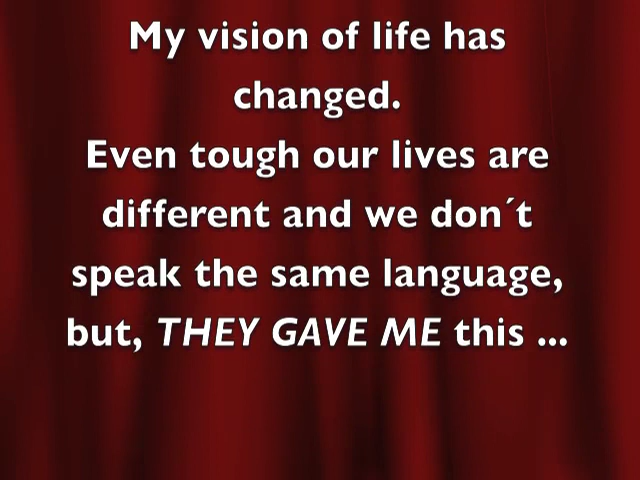 My vision of life has
changed.
Even tough our lives are
different and we don´t
speak the same language,
but, THEY GAVE ME this ...